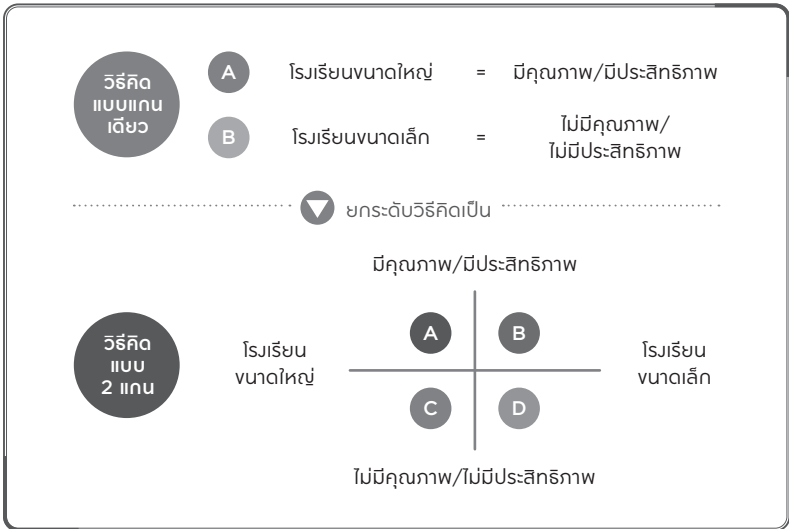 วิธีคิด
แบบแกน
เดียว
A โรงเรียนขนาดใหญ่ = มีคุณภาพ/มีประสิทธิภาพ
B โรงเรียนขนาดเล็ก = ไม่มีคุณภาพ/
ไม่มีประสิทธิภาพ
ยกระดับวิธีคิดเป็น
มีคุณภาพ/มีประสิทธิภาพ
วิธีคิด
แบบ
2 แกน
โรงเรียน
ขนาดใหญ่
A B
C D
โรงเรียน
ขนาดเล็ก
ไม่มีคุณภาพ/ไม่มีประสิทธิภาพ